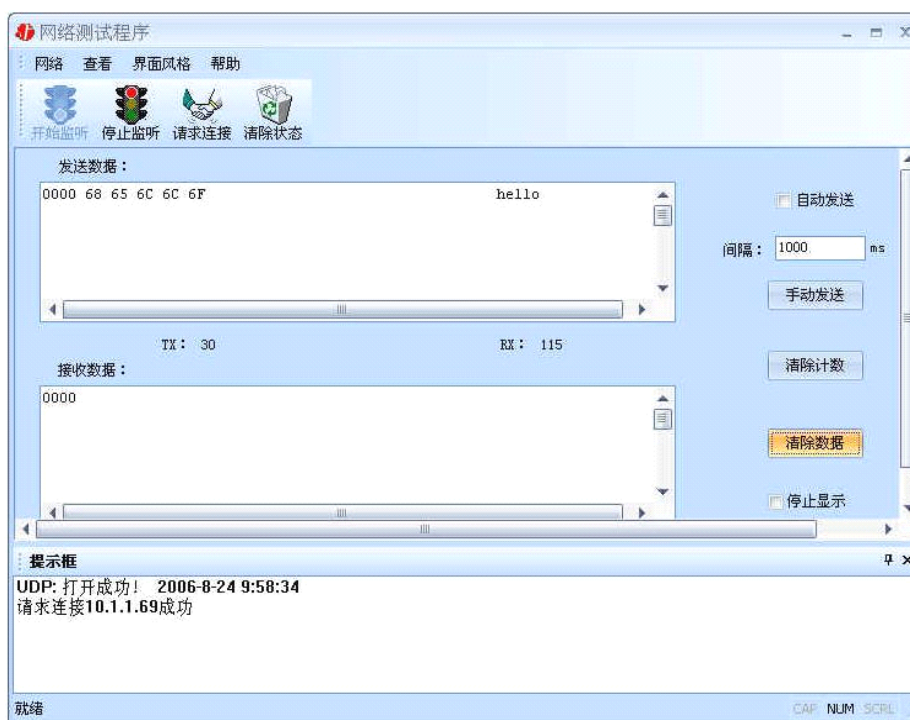 网络测试程序
网络 查看 界面风格 帮助
开始监听 停止监听 请求连接 清除状态
发送数据：
0000 68 65 6C 6C 6F hello
自动发送
间隔： 1000 ms
手动发送
TX： 30 RX： 115
清除计数
接收数据：
0000
清除数据
停止显示
提示框
UDP: 打开成功! 2006-8-24 9:58:34
请求连接10.1.1.69成功
就绪 CAP NUM SCRL